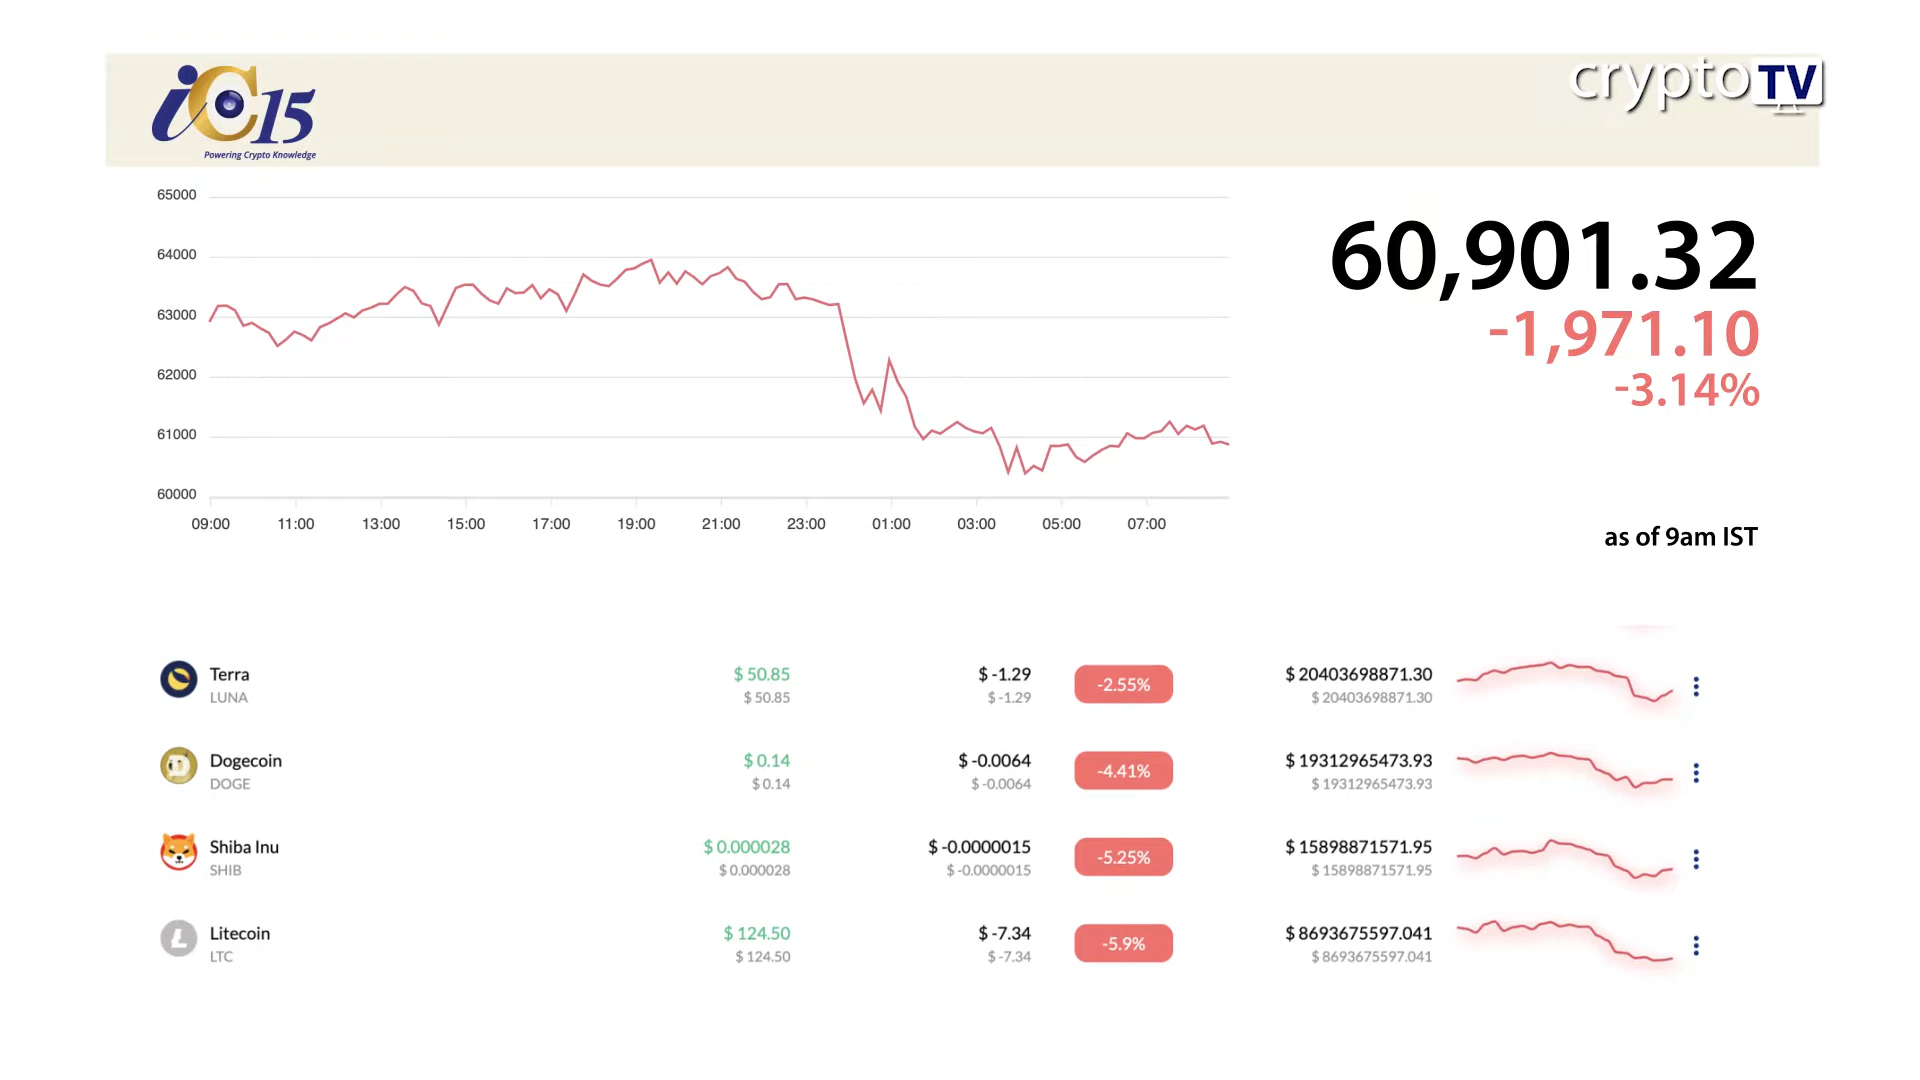 iC15
Powering Crypto Knowledge
cryptoTV
65000
64000
63000
62000
61000
60000
09:00 11:00 13:00 15:00 17:00 19:00 21:00 23:00 01:00 03:00 05:00 07:00
60,901.32
-1,971.10
-3.14%
as of 9am IST
Terra $ 50.85 $ -1.29 -2.55% $ 20403698871.30
LUNA $ 50.85 $ -1.29 $ 20403698871.30
Dogecoin $ 0.14 $ -0.0064 -4.41% $ 19312965473.93
DOGE $ 0.14 $ -0.0064 $ 19312965473.93
Shiba Inu $ 0.000028 $ -0.0000015 -5.25% $ 15898871571.95
SHIB $ 0.000028 $ -0.0000015 $ 15898871571.95
Litecoin $ 124.50 $ -7.34 -5.9% $ 8693675597.041
LTC $ 124.50 $ -7.34 $ 8693675597.041